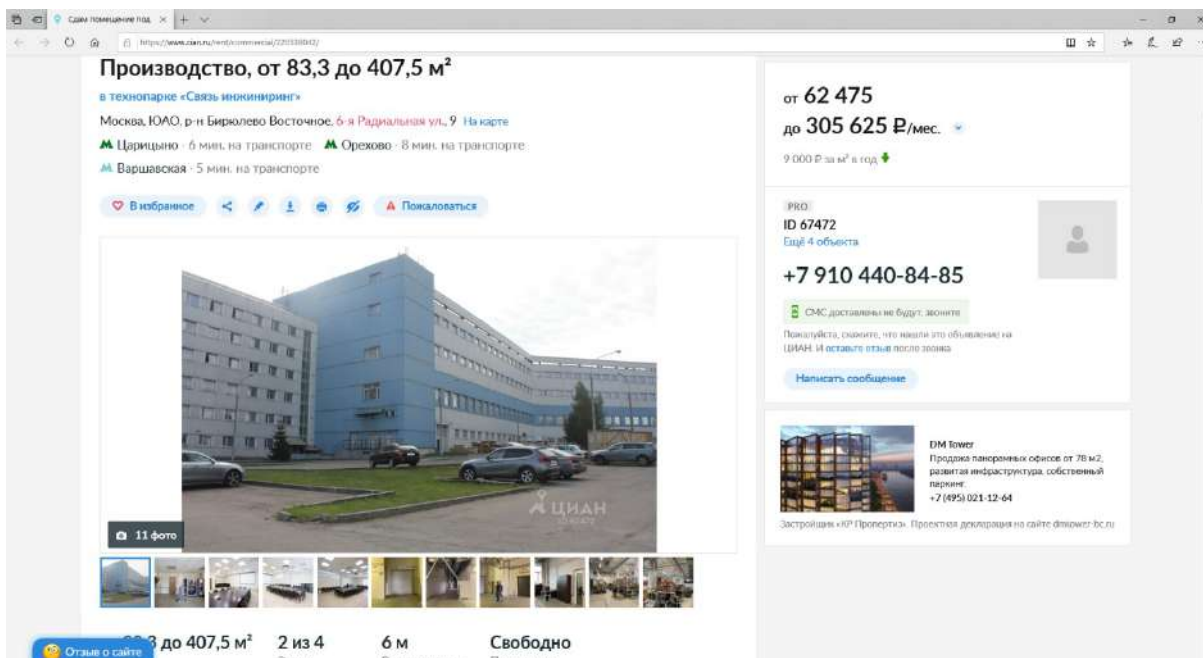 Сдам помещение под
https://www.cian.ru/rent/commercial/220338042/
Производство, от 83,3 до 407,5 м²
в технопарке «Связь инжиниринг»
Москва, ЮАО, р-н Бирюлево Восточное, 6-я Радиальная ул., 9 На карте
Царицыно · 6 мин. на транспорте Орехово · 8 мин. на транспорте
Варшавская · 5 мин. на транспорте
В избранное Пожаловаться
ЦИАН
ID 67472
11 фото
до 407,5 м² 2 из 4 6 м Свободно
Отзыв о сайте
от 62 475
до 305 625 ₽/мес.
9 000 ₽ за м² в год
PRO
ID 67472
Ещё 4 объекта
+7 910 440-84-85
СМС доставлены не будут, звоните
Пожалуйста, скажите, что нашли это объявление на
ЦИАН. И оставьте отзыв после звонка
Написать сообщение
DM Tower
Продажа панорамных офисов от 78 м2,
развитая инфраструктура, собственный
паркинг.
+7 (495) 021-12-64
Застройщик «КР Пропертиз». Проектная декларация на сайте dmtower-bc.ru